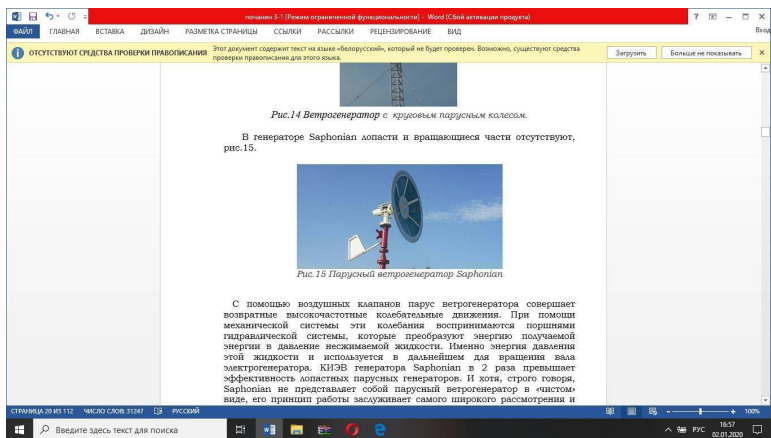 почанин 3-1 [Режим ограниченной функциональности] - Word (Сбой активации продукта)
ФАЙЛ ГЛАВНАЯ ВСТАВКА ДИЗАЙН РАЗМЕТКА СТРАНИЦЫ ССЫЛКИ РАССЫЛКИ РЕЦЕНЗИРОВАНИЕ ВИД Вход
ОТСУТСТВУЮТ СРЕДСТВА ПРОВЕРКИ ПРАВОПИСАНИЯ Этот документ содержит текст на языке «белорусский», который не будет проверен. Возможно, существуют средства
проверки правописания для этого языка.
Загрузить Больше не показывать
Рис.14 Ветрогенератор с круговым парусным колесом.
В генераторе Saphonian лопасти и вращающиеся части отсутствуют,
рис.15.
Рис.15 Парусный ветрогенератор Saphonian
С помощью воздушных клапанов парус ветрогенератора совершает
возвратные высокочастотные колебательные движения. При помощи
механической системы эти колебания воспринимаются поршнями
гидравлической системы, которые преобразуют энергию получаемой
энергии в давление несжимаемой жидкости. Именно энергия давления
этой жидкости и используется в дальнейшем для вращения вала
электрогенератора. КИЭВ генератора Saphonian в 2 раза превышает
эффективность лопастных парусных генераторов. И хотя, строго говоря,
Saphonian не представляет собой парусный ветрогенератор в «чистом»
виде, его принцип работы заслуживает самого широкого рассмотрения и
СТРАНИЦА 20 ИЗ 112 ЧИСЛО СЛОВ: 31247 РУССКИЙ 100%
Введите здесь текст для поиска
РУС
16:57
02.01.2020